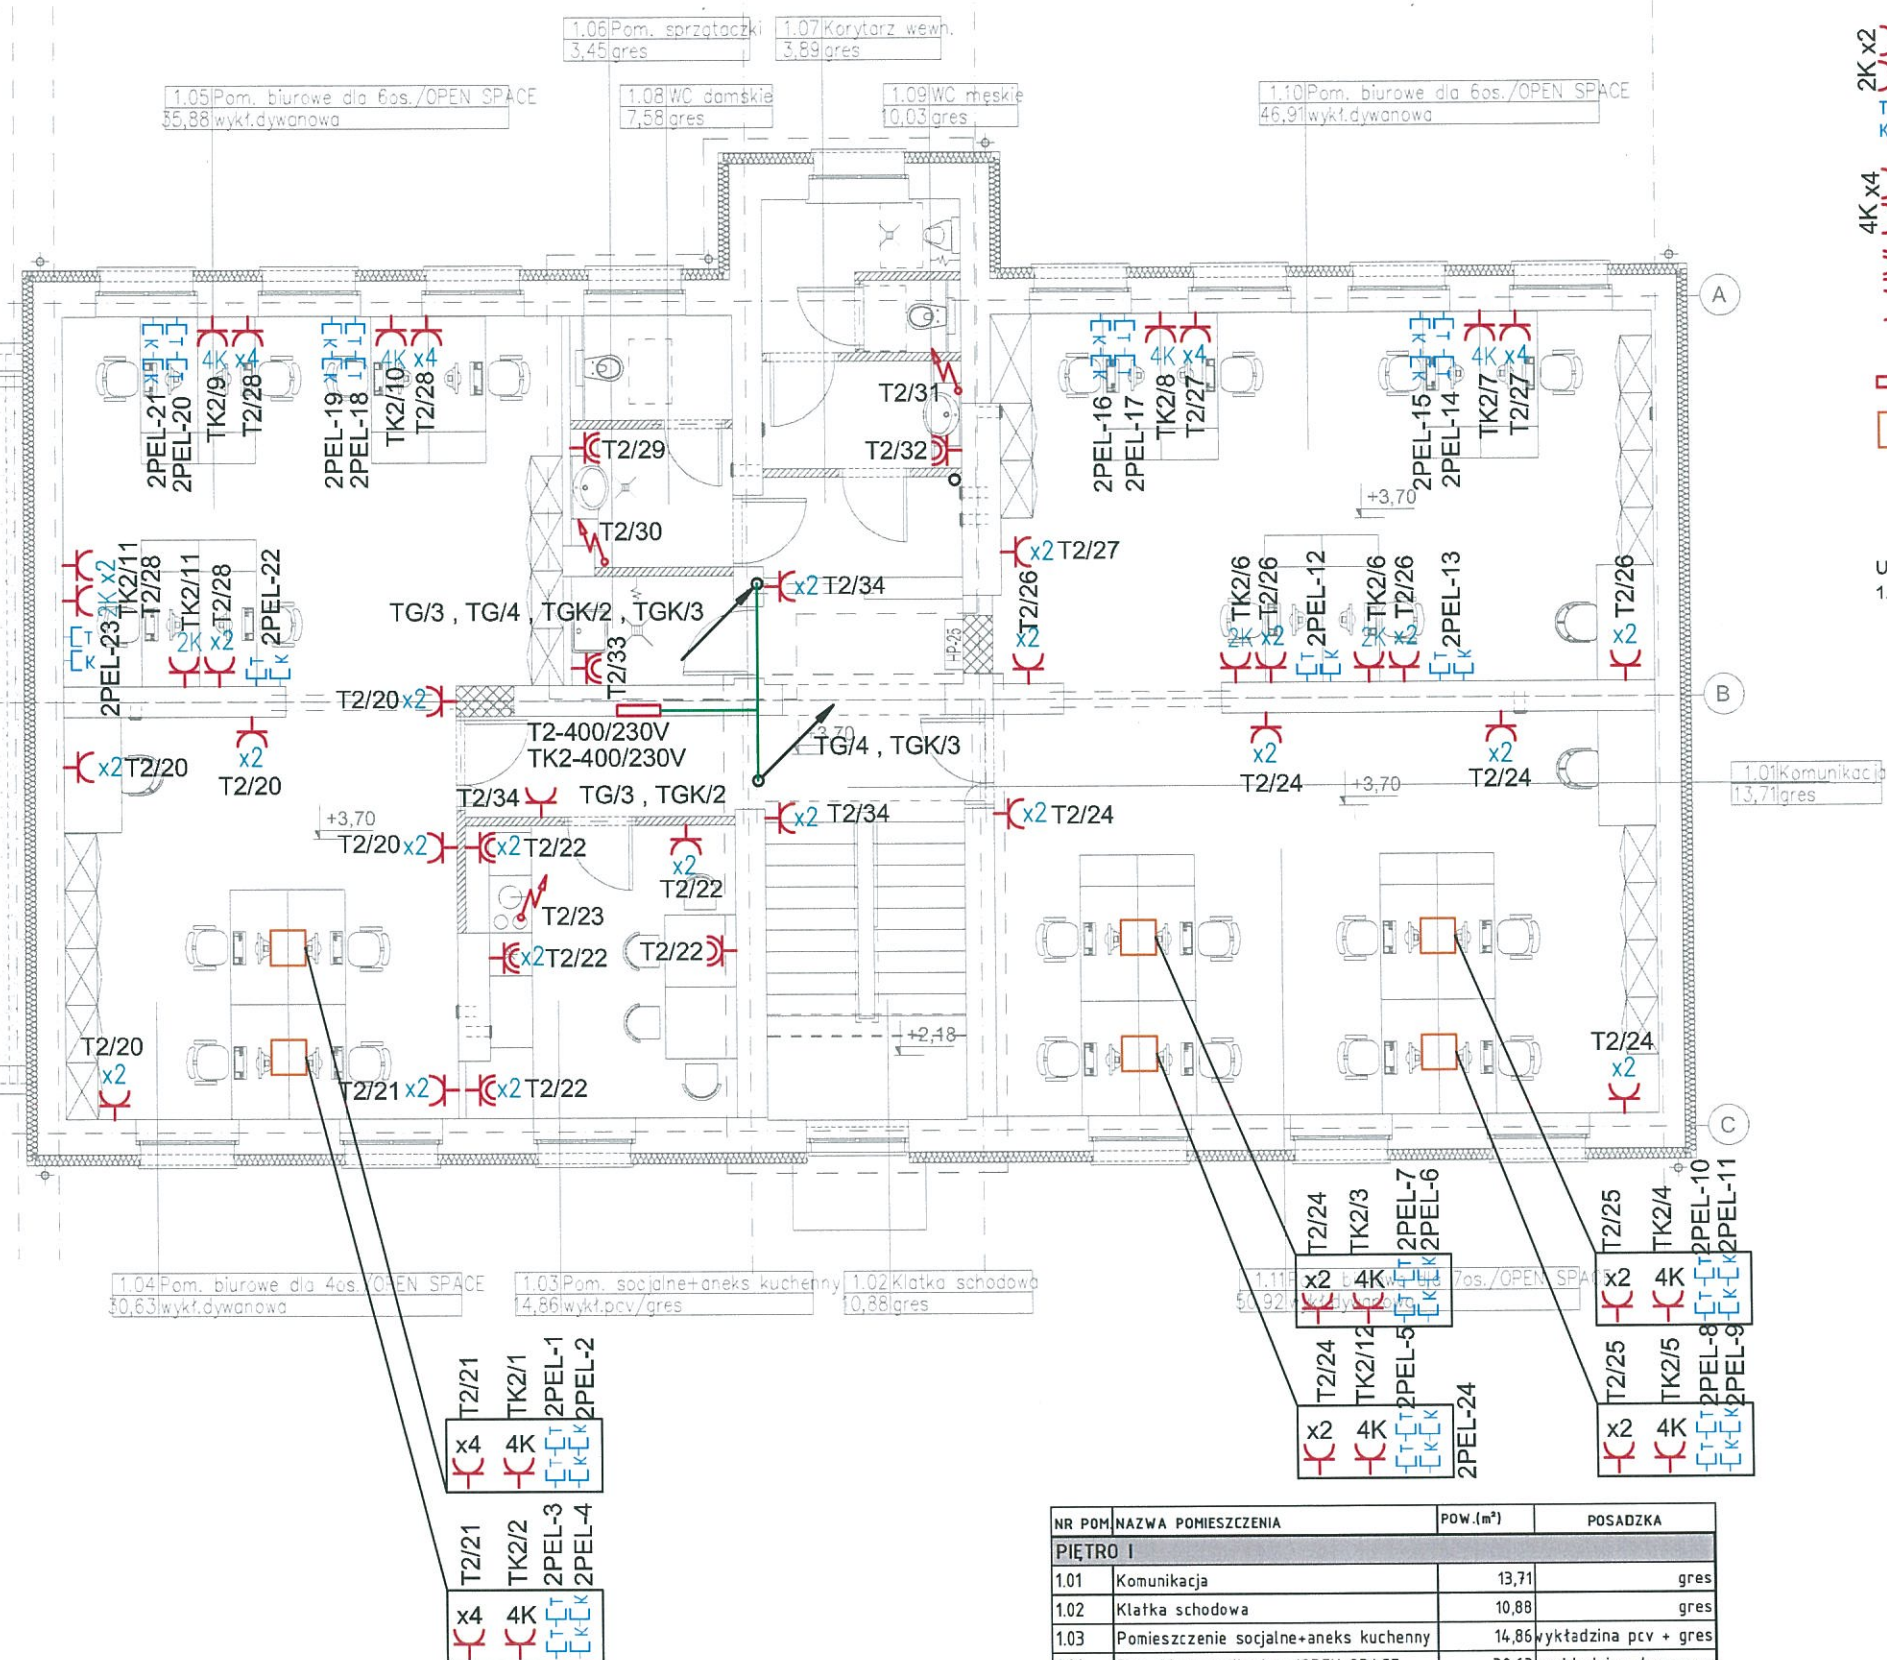 1.06 Pom. sprzątaczki
3,45 gres
1.07 Korytarz wewn.
3,89 gres
2K x2
1.05 Pom. biurowe dla 6os./OPEN SPACE
35,88 wykł.dywanowa
1.08 WC damskie
7,58 gres
1.09 WC męskie
10,03 gres
1.10 Pom. biurowe dla 6os./OPEN SPACE
46,91 wykł.dywanowa
T
K
4K x4
A
K T
K T
4K x4
2PEL-21
2PEL-20
TK2/9
T2/28
K T
K T
4K x4
2PEL-19
2PEL-18
TK2/10
T2/28
T2/31
T2/32
T2/29
T2/30
K T
K T
4K x4
2PEL-16
2PEL-17
TK2/8
T2/27
K T
K T
4K x4
2PEL-15
2PEL-14
TK2/7
T2/27
+3,70
x2 T2/27
2K x2
TK2/11
T2/28
T
K
2PEL-23
TK2/11
T2/28
2PEL-22
2K x2
T K
TG/3 , TG/4 , TGK/2 , TGK/3
x2 T2/34
T2/33
HP25
T2/26
x2
TK2/6
T2/26
2PEL-12
2K x2
T K
TK2/6
T2/26
2PEL-13
2K x2
T K
T2/26
x2
B
T2/20 x2
T2-400/230V
TK2-400/230V
+3,70
TG/4 , TGK/3
x2
T2/20
x2 T2/20
x2
T2/24
x2
T2/24
1.01 Komunikacja
13,71 gres
T2/34
TG/3 , TGK/2
+3,70
+3,70
x2 T2/34
x2 T2/24
T2/20 x2
x2 T2/22
x2
T2/22
T2/23
x2 T2/22
T2/22
+2,18
T2/20
x2
T2/24
x2
T2/21 x2
x2 T2/22
C
1.04 Pom. biurowe dla 4os./OPEN SPACE
30,63 wykł.dywanowa
1.03 Pom. socjalne+aneks kuchenny
14,86 wykł.pcv/gres
1.02 Klatka schodowa
10,88 gres
1.11 7os./OPEN SPACE
50,92
T2/24
TK2/3
2PEL-7
2PEL-6
x2 4K
T T
K K
T2/25
TK2/4
2PEL-10
2PEL-11
x2 4K
T T
K K
T2/24
TK2/12
2PEL-5
2PEL-24
x2 4K
T T
K K
T2/25
TK2/5
2PEL-8
2PEL-9
x2 4K
T T
K K
T2/21
TK2/1
2PEL-1
2PEL-2
x4 4K
T T
K K
T2/21
TK2/2
2PEL-3
2PEL-4
x4 4K
T T
K K
NR POM. NAZWA POMIESZCZENIA POW.(m²) POSADZKA
PIĘTRO I
1.01 Komunikacja 13,71 gres
1.02 Klatka schodowa 10,88 gres
1.03 Pomieszczenie socjalne+aneks kuchenny 14,86 wykładzina pcv + gres